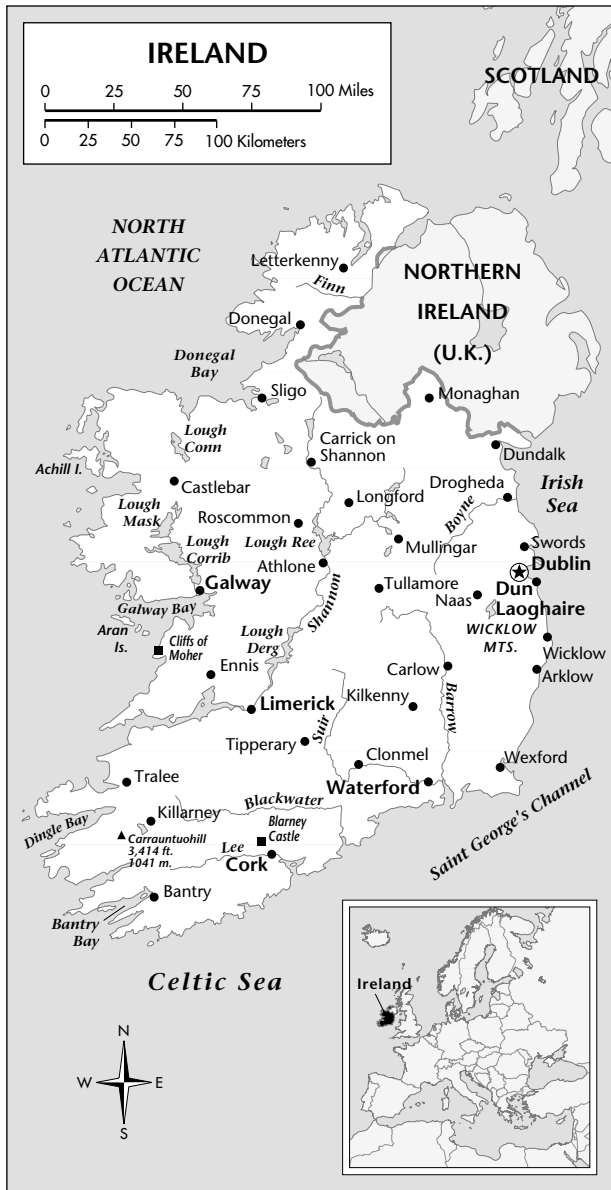 IRELAND
0 25 50 75 100 Miles
0 25 50 75 100 Kilometers
SCOTLAND
NORTH
ATLANTIC
OCEAN
Letterkenny
Finn
NORTHERN
IRELAND
(U.K.)
Donegal
Donegal
Bay
Sligo
Monaghan
Lough
Conn
Carrick on
Shannon
Dundalk
Achill I.
Castlebar
Longford
Drogheda
Irish
Sea
Lough
Mask
Roscommon
Boyne
Lough
Corrib
Lough Ree
Mullingar
Swords
Athlone
Dublin
Galway
Shannon
Tullamore
Naas
Dun
Laoghaire
Galway Bay
Aran
Is.
Cliffs of
Moher
Lough
Derg
WICKLOW
MTS.
Ennis
Carlow
Wicklow
Arklow
Limerick
Kilkenny
Barrow
Suir
Tipperary
Clonmel
Wexford
Tralee
Waterford
Blackwater
Killarney
Dingle Bay
Carrauntuohill
3,414 ft.
1041 m.
Blarney
Castle
Lee
Cork
Saint George's Channel
Bantry
Bantry
Bay
Celtic Sea
Ireland
N
W E
S